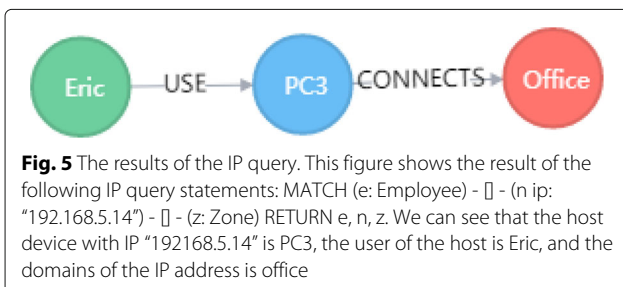 Eric USE PC3 CONNECTS Office
Fig. 5 The results of the IP query. This figure shows the result of the
following IP query statements: MATCH (e: Employee) - [] - (n ip:
“192.168.5.14”) - [] - (z: Zone) RETURN e, n, z. We can see that the host
device with IP “192168.5.14” is PC3, the user of the host is Eric, and the
domains of the IP address is office